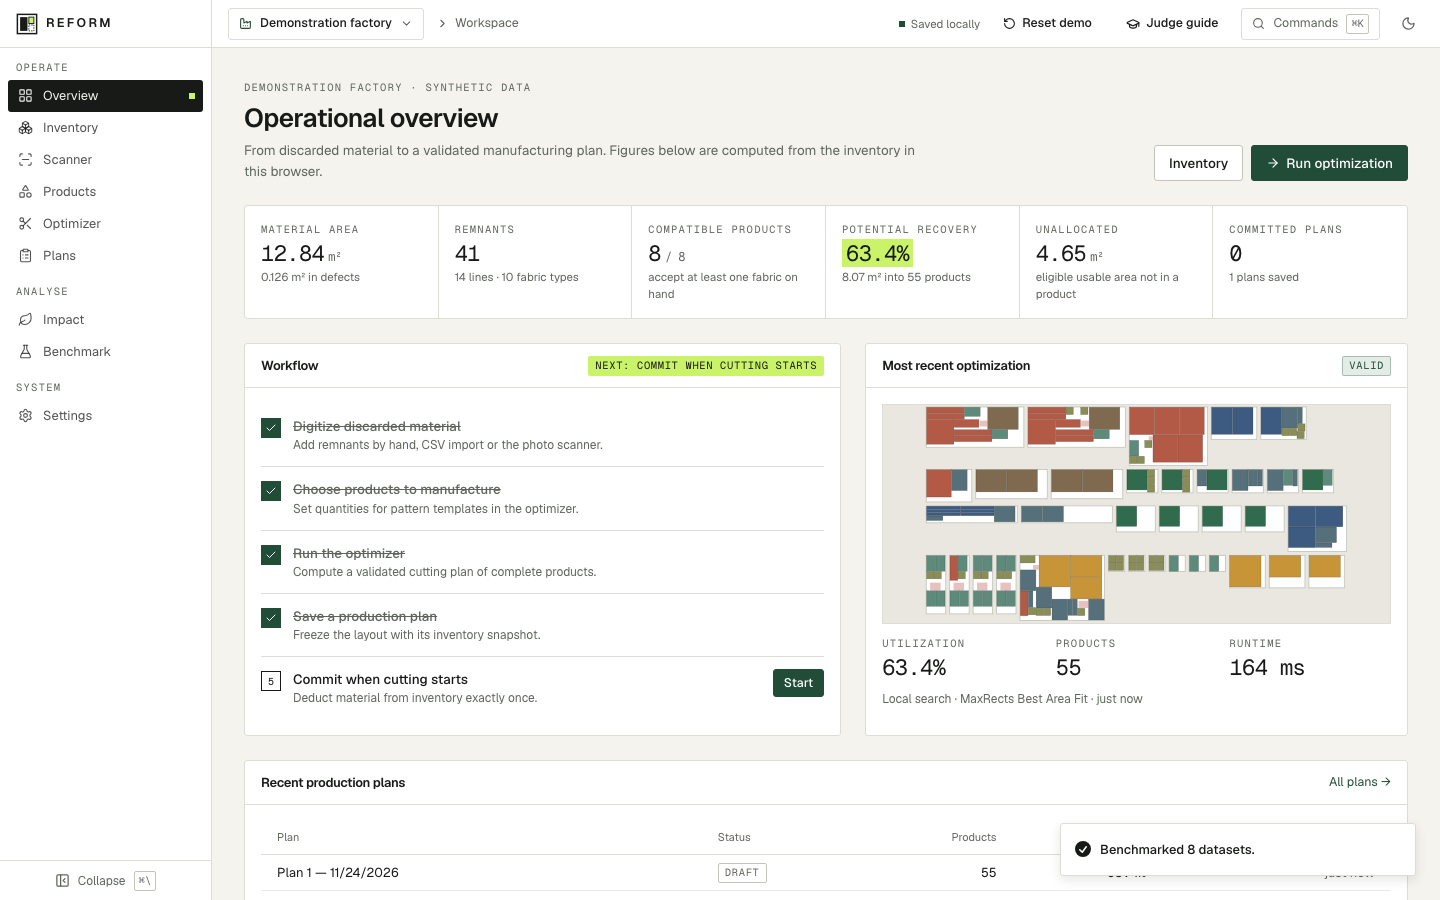 REFORM
Demonstration factory
Workspace
Saved locally
Reset demo
Judge guide
Commands ⌘K
OPERATE
Overview
Inventory
Scanner
Products
Optimizer
Plans
ANALYSE
Impact
Benchmark
SYSTEM
Settings
Collapse ⌘\
DEMONSTRATION FACTORY · SYNTHETIC DATA
Operational overview
From discarded material to a validated manufacturing plan. Figures below are computed from the inventory in
this browser.
Inventory
→ Run optimization
MATERIAL AREA
12.84 m²
0.126 m² in defects
REMNANTS
41
14 lines · 10 fabric types
COMPATIBLE PRODUCTS
8 / 8
accept at least one fabric on
hand
POTENTIAL RECOVERY
63.4%
8.07 m² into 55 products
UNALLOCATED
4.65 m²
eligible usable area not in a
product
COMMITTED PLANS
0
1 plans saved
Workflow
NEXT: COMMIT WHEN CUTTING STARTS
Digitize discarded material
Add remnants by hand, CSV import or the photo scanner.
Choose products to manufacture
Set quantities for pattern templates in the optimizer.
Run the optimizer
Compute a validated cutting plan of complete products.
Save a production plan
Freeze the layout with its inventory snapshot.
5 Commit when cutting starts
Deduct material from inventory exactly once.
Start
Most recent optimization
VALID
UTILIZATION
63.4%
PRODUCTS
55
RUNTIME
164 ms
Local search · MaxRects Best Area Fit · just now
Recent production plans
All plans →
Plan Status Products
Plan 1 — 11/24/2026 DRAFT 55
Benchmarked 8 datasets.